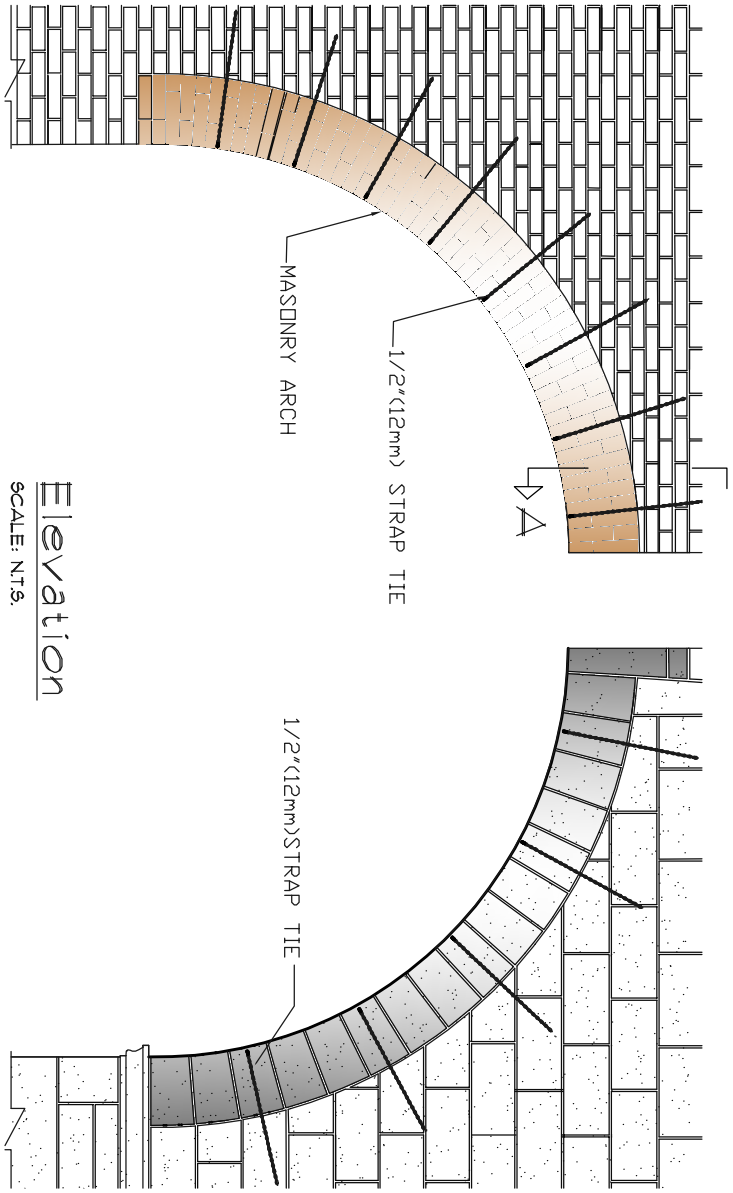 MASONRY ARCH
1/2"(12mm) STRAP TIE
A
1/2"(12mm)STRAP TIE
Elevation
SCALE: N.T.S.